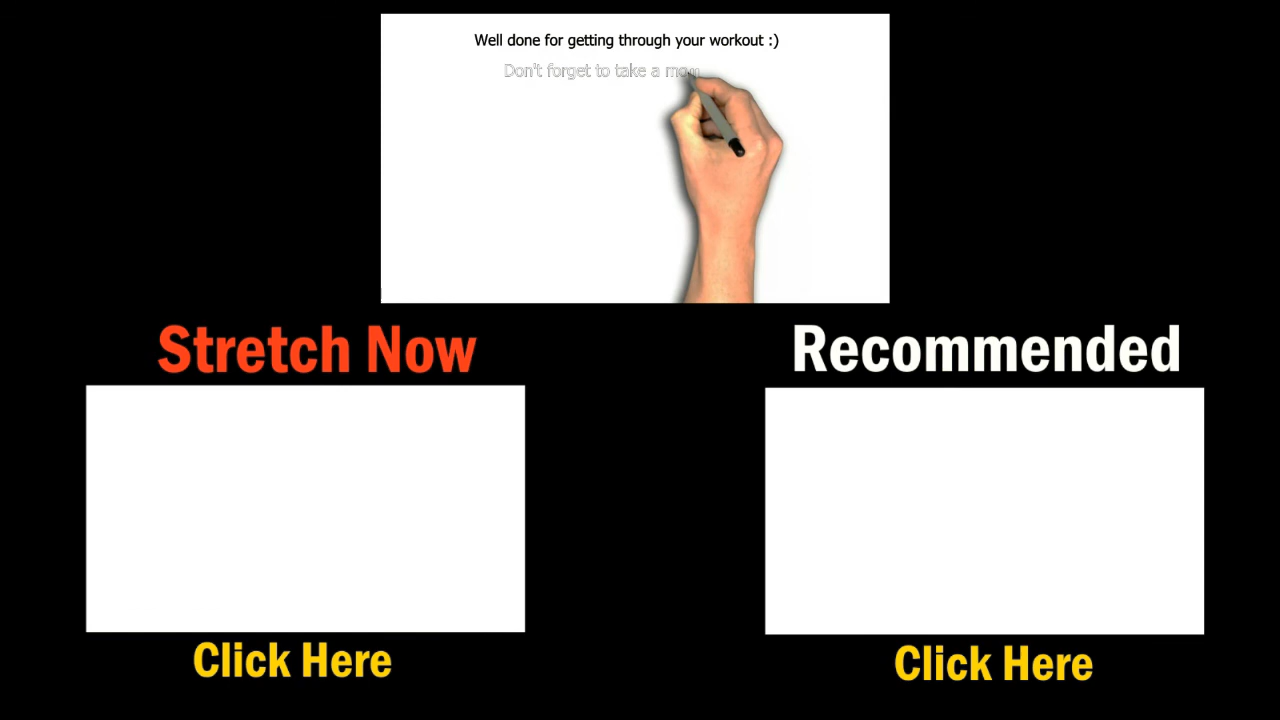 Well done for getting through your workout :)
Don't forget to take a
Stretch Now
Recommended
Click Here
Click Here